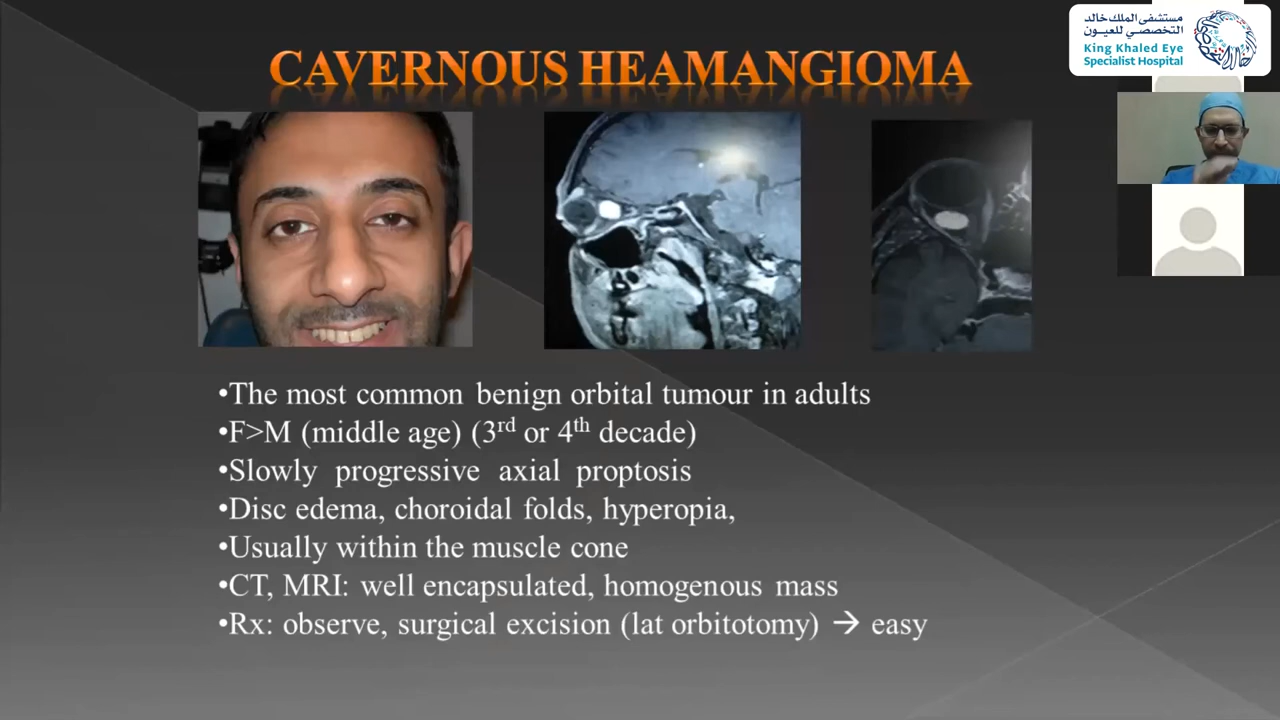 مستشفى الملك خالد
التخصصي للعيون
King Khaled Eye
Specialist Hospital
CAVERNOUS HEAMANGIOMA
•The most common benign orbital tumour in adults
•F>M (middle age) (3rd or 4th decade)
•Slowly progressive axial proptosis
•Disc edema, choroidal folds, hyperopia,
•Usually within the muscle cone
•CT, MRI: well encapsulated, homogenous mass
•Rx: observe, surgical excision (lat orbitotomy) → easy